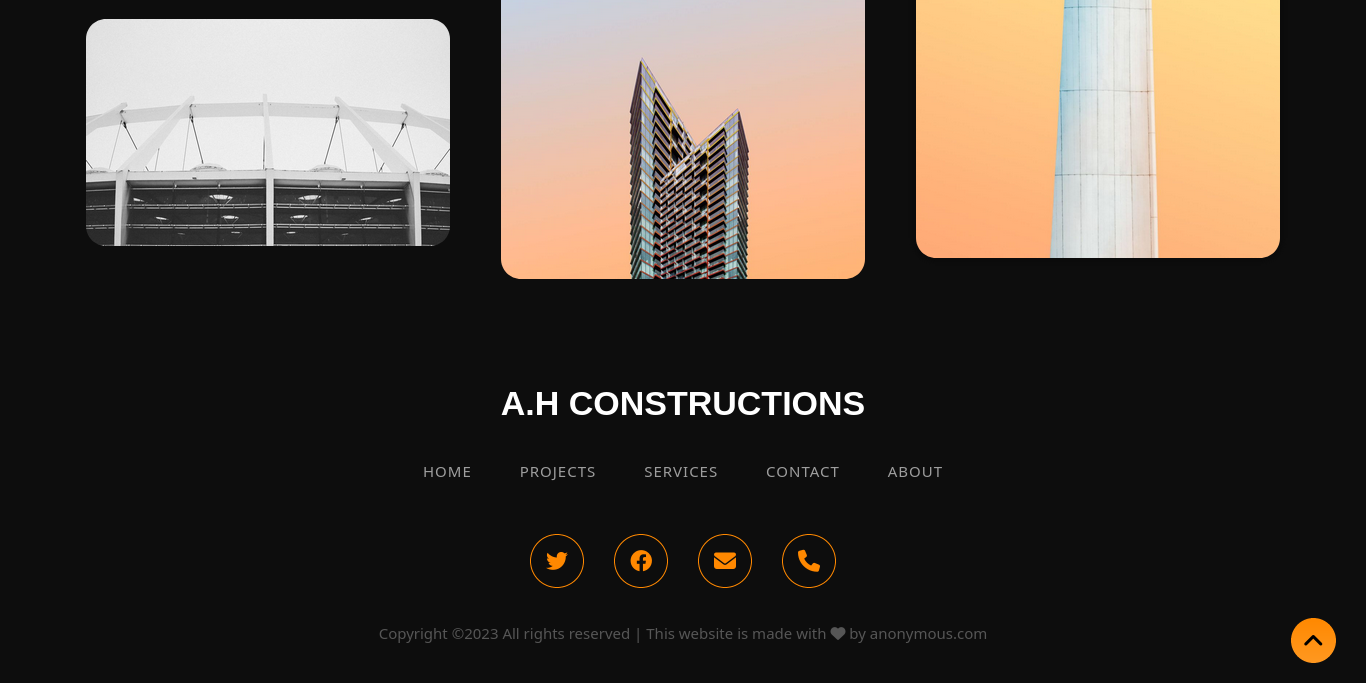 A.H CONSTRUCTIONS
HOME PROJECTS SERVICES CONTACT ABOUT
Copyright ©2023 All rights reserved | This website is made with ♥ by anonymous.com